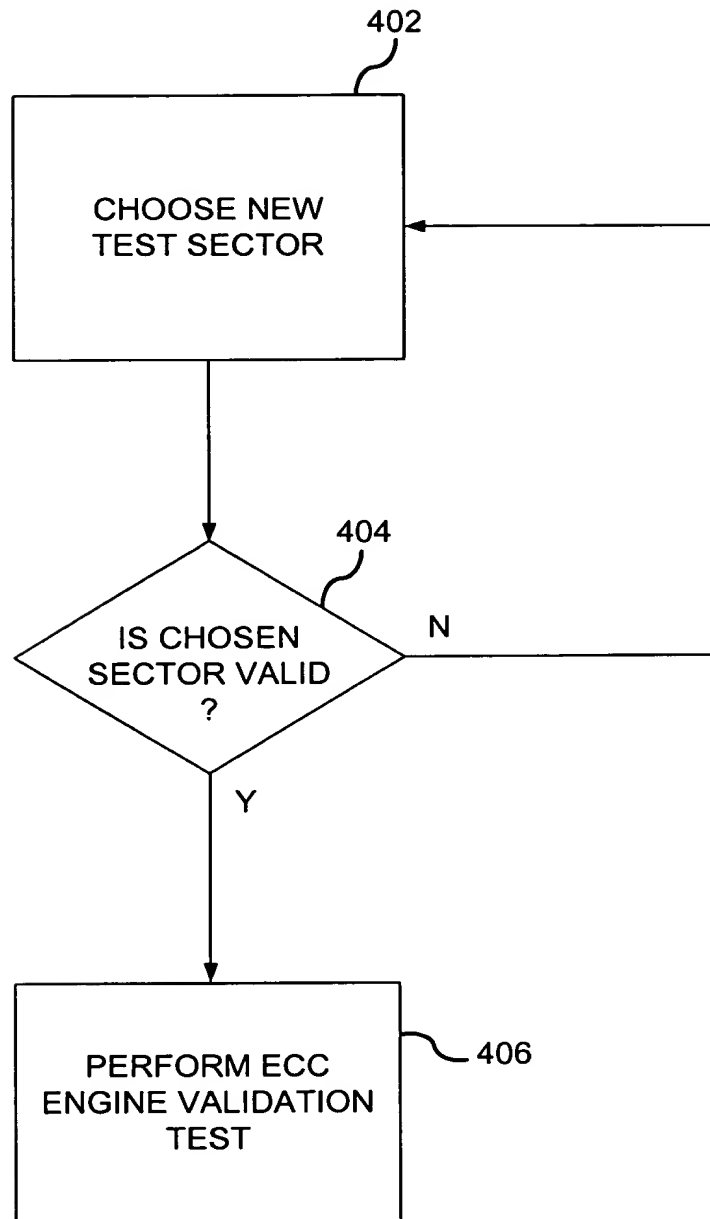 402
CHOOSE NEW
TEST SECTOR
404
IS CHOSEN
SECTOR VALID
?
N
Y
PERFORM ECC
ENGINE VALIDATION
TEST
406